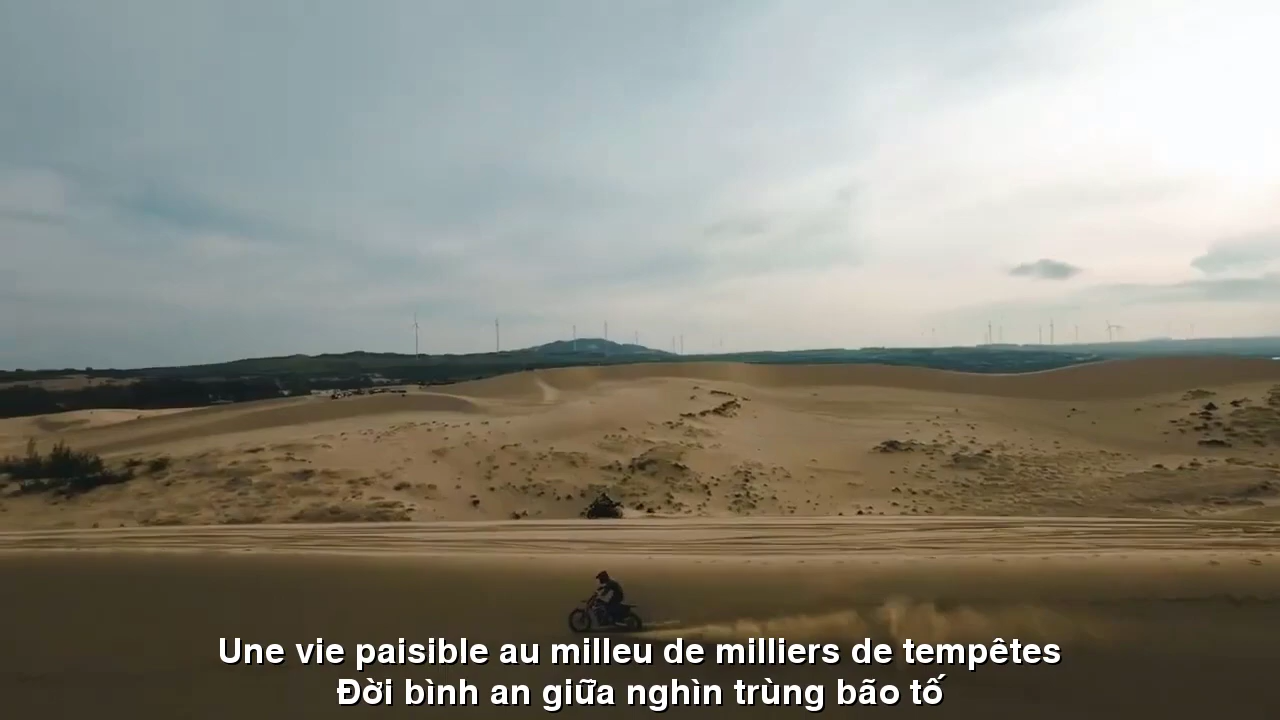 Une vie paisible au milleu de milliers de tempêtes
Đời bình an giữa nghìn trùng bão tố